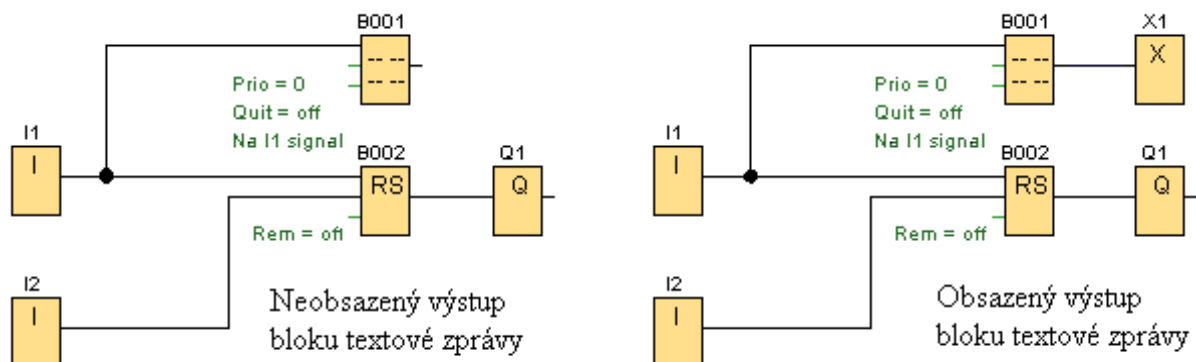 B001
Prio = 0
Quit = off
Na I1 signal
I1
I
B002
RS
Q1
Q
Rem = off
I2
I
Neobsazený výstup
bloku textové zprávy
B001
X1
X
Prio = 0
Quit = off
Na I1 signal
I1
I
B002
RS
Q1
Q
Rem = off
I2
I
Obsazený výstup
bloku textové zprávy